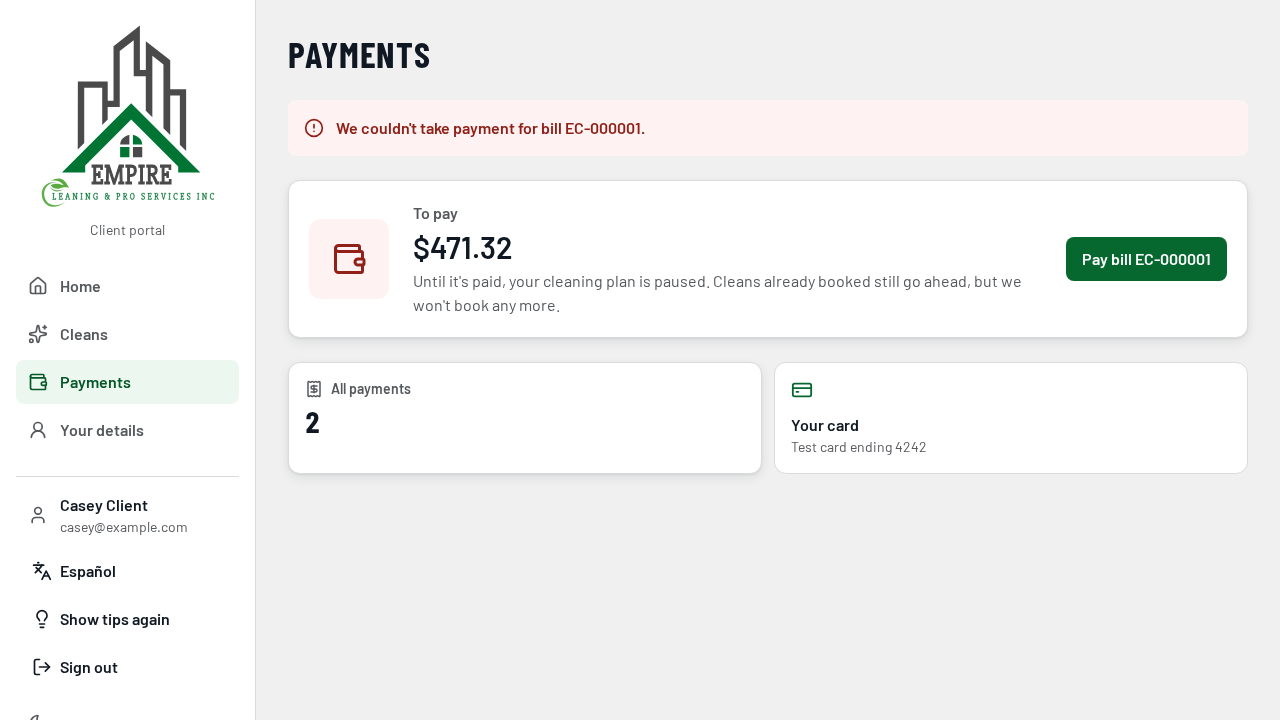 EMPIRE
LEANING & PRO SERVICES INC
Client portal
Home
Cleans
Payments
Your details
Casey Client
casey@example.com
Español
Show tips again
Sign out
PAYMENTS
We couldn't take payment for bill EC-000001.
To pay
$471.32
Until it's paid, your cleaning plan is paused. Cleans already booked still go ahead, but we
won't book any more.
Pay bill EC-000001
All payments
2
Your card
Test card ending 4242